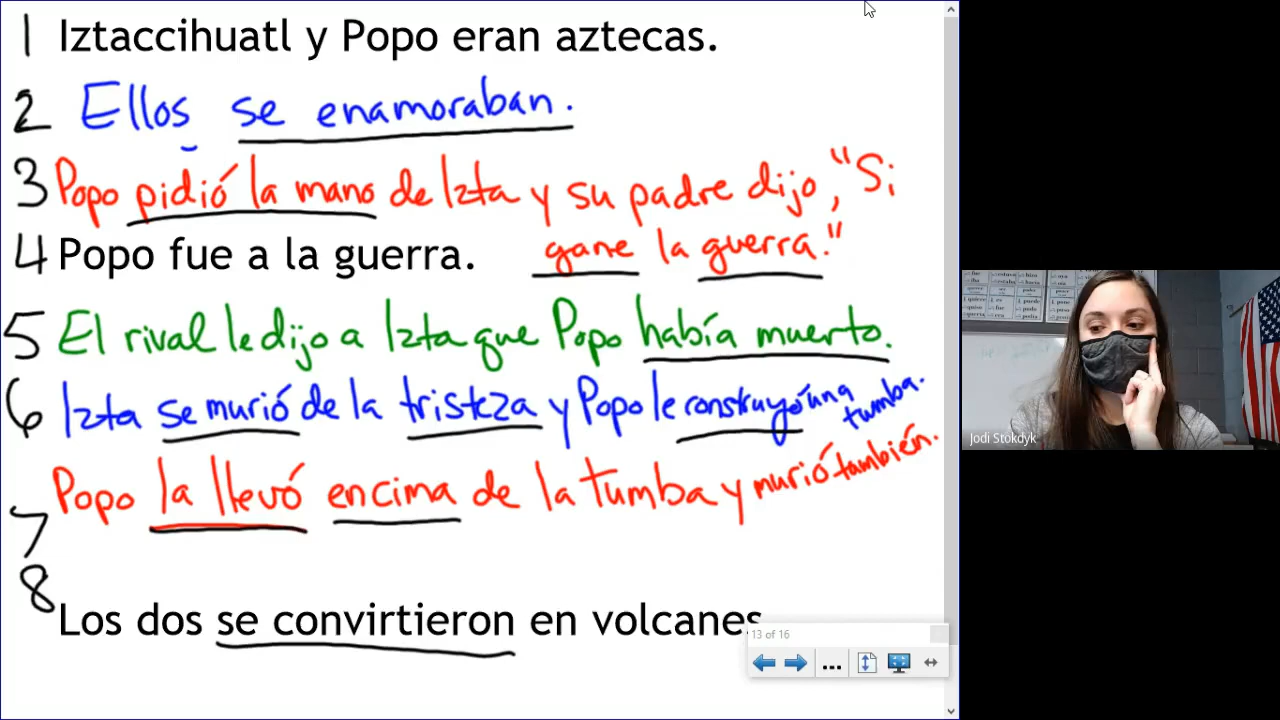 1 Iztaccihuatl y Popo eran aztecas.
2 Ellos se enamoraban.
3 Popo pidió la mano de Izta y su padre dijo, "Si
gane la guerra."
4 Popo fue a la guerra.
5 El rival le dijo a Izta que Popo había muerto.
6 Izta se murió de la tristeza y Popo le construyó una
tumba.
7 Popo la llevó encima de la tumba y murió también.
8 Los dos se convirtieron en volcanes
13 of 16
Jodi Stokdyk